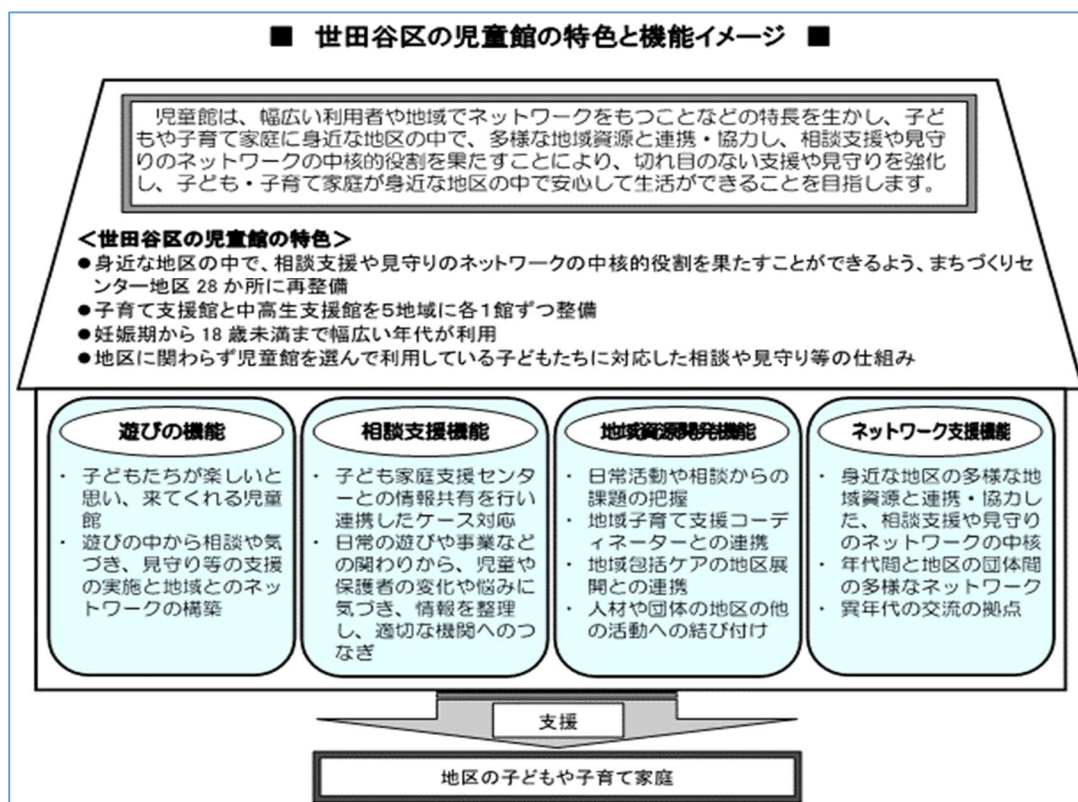 ■ 世田谷区の児童館の特色と機能イメージ ■
児童館は、幅広い利用者や地域でネットワークをもつことなどの特長を生かし、子ど
もや子育て家庭に身近な地区の中で、多様な地域資源と連携・協力し、相談支援や見守
りのネットワークの中核的役割を果たすことにより、切れ目のない支援や見守りを強化
し、子ども・子育て家庭が身近な地区の中で安心して生活ができることを目指します。
＜世田谷区の児童館の特色＞
●身近な地区の中で、相談支援や見守りのネットワークの中核的役割を果たすことができるよう、まちづくりセ
ンター地区 28 か所に再整備
●子育て支援館と中高生支援館を5地域に各1館ずつ整備
●妊娠期から 18 歳未満まで幅広い年代が利用
●地区に関わらず児童館を選んで利用している子どもたちに対応した相談や見守り等の仕組み
遊びの機能
・ 子どもたちが楽しいと
思い、来てくれる児童
館
・ 遊びの中から相談や気
づき、見守り等の支援
の実施と地域とのネッ
トワークの構築
相談支援機能
・ 子ども家庭支援センタ
ーとの情報共有を行い
連携したケース対応
・ 日常の遊びや事業など
の関わりから、児童や
保護者の変化や悩みに
気づき、情報を整理
し、適切な機関へのつ
なぎ
地域資源開発機能
・ 日常活動や相談からの
課題の把握
・ 地域子育て支援コーデ
ィネーターとの連携
・ 地域包括ケアの地区展
開との連携
・ 人材や団体の地区の他
の活動への結び付け
ネットワーク支援機能
・ 身近な地区の多様な地
域資源と連携・協力し
た、相談支援や見守り
のネットワークの中核
・ 年代間と地区の団体間
の多様なネットワーク
・ 異年代の交流の拠点
支援
地区の子どもや子育て家庭